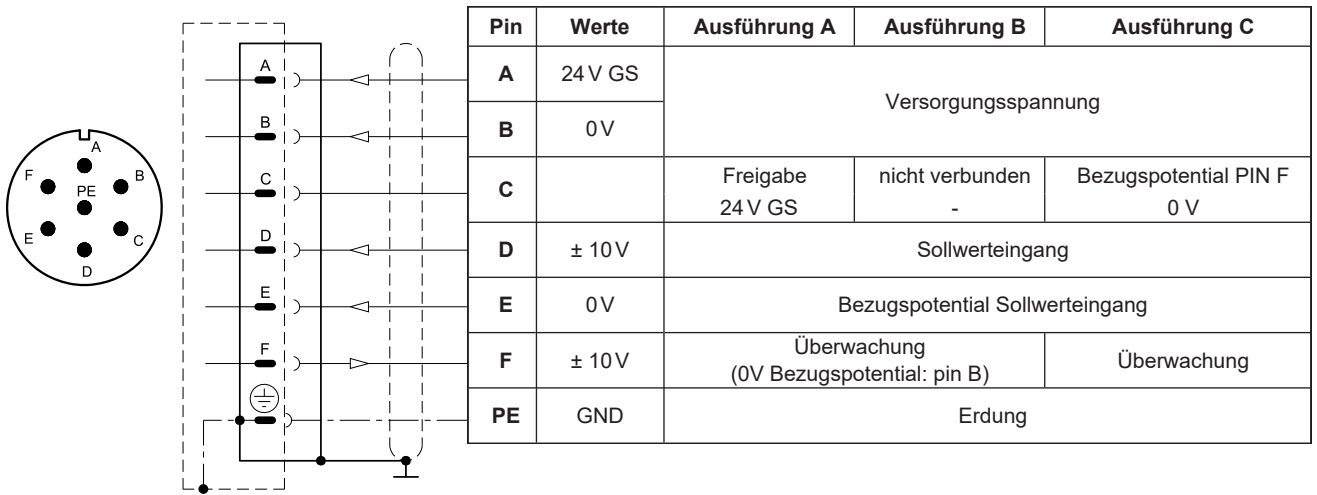 A
F
B
PE
E
C
D
A
B
C
D
E
F
Pin Werte Ausführung A Ausführung B Ausführung C
A 24 V GS
Versorgungsspannung
B 0 V
C Freigabe nicht verbunden Bezugspotential PIN F
24 V GS - 0 V
D ± 10 V Sollwerteingang
E 0 V Bezugspotential Sollwerteingang
F ± 10 V Überwachung Überwachung
(0V Bezugspotential: pin B)
PE GND Erdung